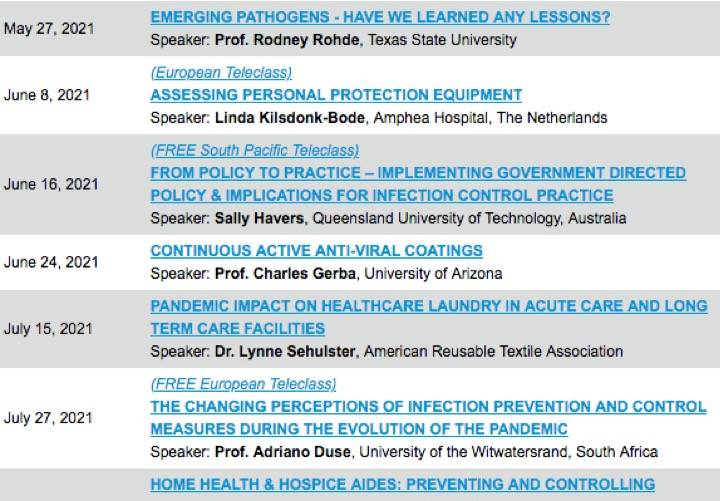 May 27, 2021
EMERGING PATHOGENS - HAVE WE LEARNED ANY LESSONS?
Speaker: Prof. Rodney Rohde, Texas State University
June 8, 2021
(European Teleclass)
ASSESSING PERSONAL PROTECTION EQUIPMENT
Speaker: Linda Kilsdonk-Bode, Amphea Hospital, The Netherlands
June 16, 2021
(FREE South Pacific Teleclass)
FROM POLICY TO PRACTICE – IMPLEMENTING GOVERNMENT DIRECTED
POLICY & IMPLICATIONS FOR INFECTION CONTROL PRACTICE
Speaker: Sally Havers, Queensland University of Technology, Australia
June 24, 2021
CONTINUOUS ACTIVE ANTI-VIRAL COATINGS
Speaker: Prof. Charles Gerba, University of Arizona
July 15, 2021
PANDEMIC IMPACT ON HEALTHCARE LAUNDRY IN ACUTE CARE AND LONG
TERM CARE FACILITIES
Speaker: Dr. Lynne Sehulster, American Reusable Textile Association
July 27, 2021
(FREE European Teleclass)
THE CHANGING PERCEPTIONS OF INFECTION PREVENTION AND CONTROL
MEASURES DURING THE EVOLUTION OF THE PANDEMIC
Speaker: Prof. Adriano Duse, University of the Witwatersrand, South Africa
HOME HEALTH & HOSPICE AIDES: PREVENTING AND CONTROLLING